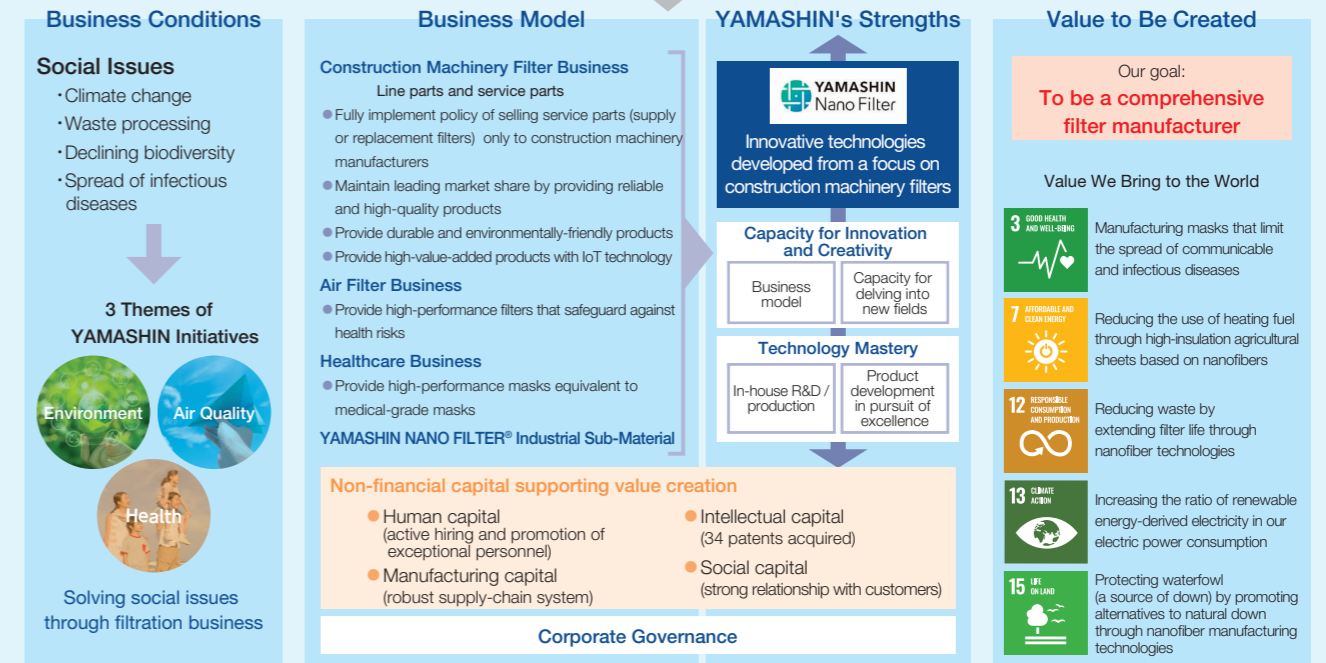 Business Conditions
Social Issues
・Climate change
・Waste processing
・Declining biodiversity
・Spread of infectious
diseases
3 Themes of
YAMASHIN Initiatives
Environment
Air Quality
Health
Solving social issues
through filtration business
Business Model
Construction Machinery Filter Business
Line parts and service parts
●Fully implement policy of selling service parts (supply
or replacement filters) only to construction machinery
manufacturers
●Maintain leading market share by providing reliable
and high-quality products
●Provide durable and environmentally-friendly products
●Provide high-value-added products with IoT technology
Air Filter Business
●Provide high-performance filters that safeguard against
health risks
Healthcare Business
●Provide high-performance masks equivalent to
medical-grade masks
YAMASHIN NANO FILTER® Industrial Sub-Material
YAMASHIN's Strengths
YAMASHIN
Nano Filter
Innovative technologies
developed from a focus on
construction machinery filters
Capacity for Innovation
and Creativity
Business
model
Capacity for
delving into
new fields
Technology Mastery
In-house R&D /
production
Product
development
in pursuit of
excellence
Non-financial capital supporting value creation
●Human capital
(active hiring and promotion of
exceptional personnel)
●Manufacturing capital
(robust supply-chain system)
●Intellectual capital
(34 patents acquired)
●Social capital
(strong relationship with customers)
Corporate Governance
Value to Be Created
Our goal:
To be a comprehensive
filter manufacturer
Value We Bring to the World
3 GOOD HEALTH
AND WELL-BEING
Manufacturing masks that limit
the spread of communicable
and infectious diseases
7 AFFORDABLE AND
CLEAN ENERGY
Reducing the use of heating fuel
through high-insulation agricultural
sheets based on nanofibers
12 RESPONSIBLE
CONSUMPTION
AND PRODUCTION
Reducing waste by
extending filter life through
nanofiber technologies
13 CLIMATE
ACTION
Increasing the ratio of renewable
energy-derived electricity in our
electric power consumption
15 LIFE
ON LAND
Protecting waterfowl
(a source of down) by promoting
alternatives to natural down
through nanofiber manufacturing
technologies